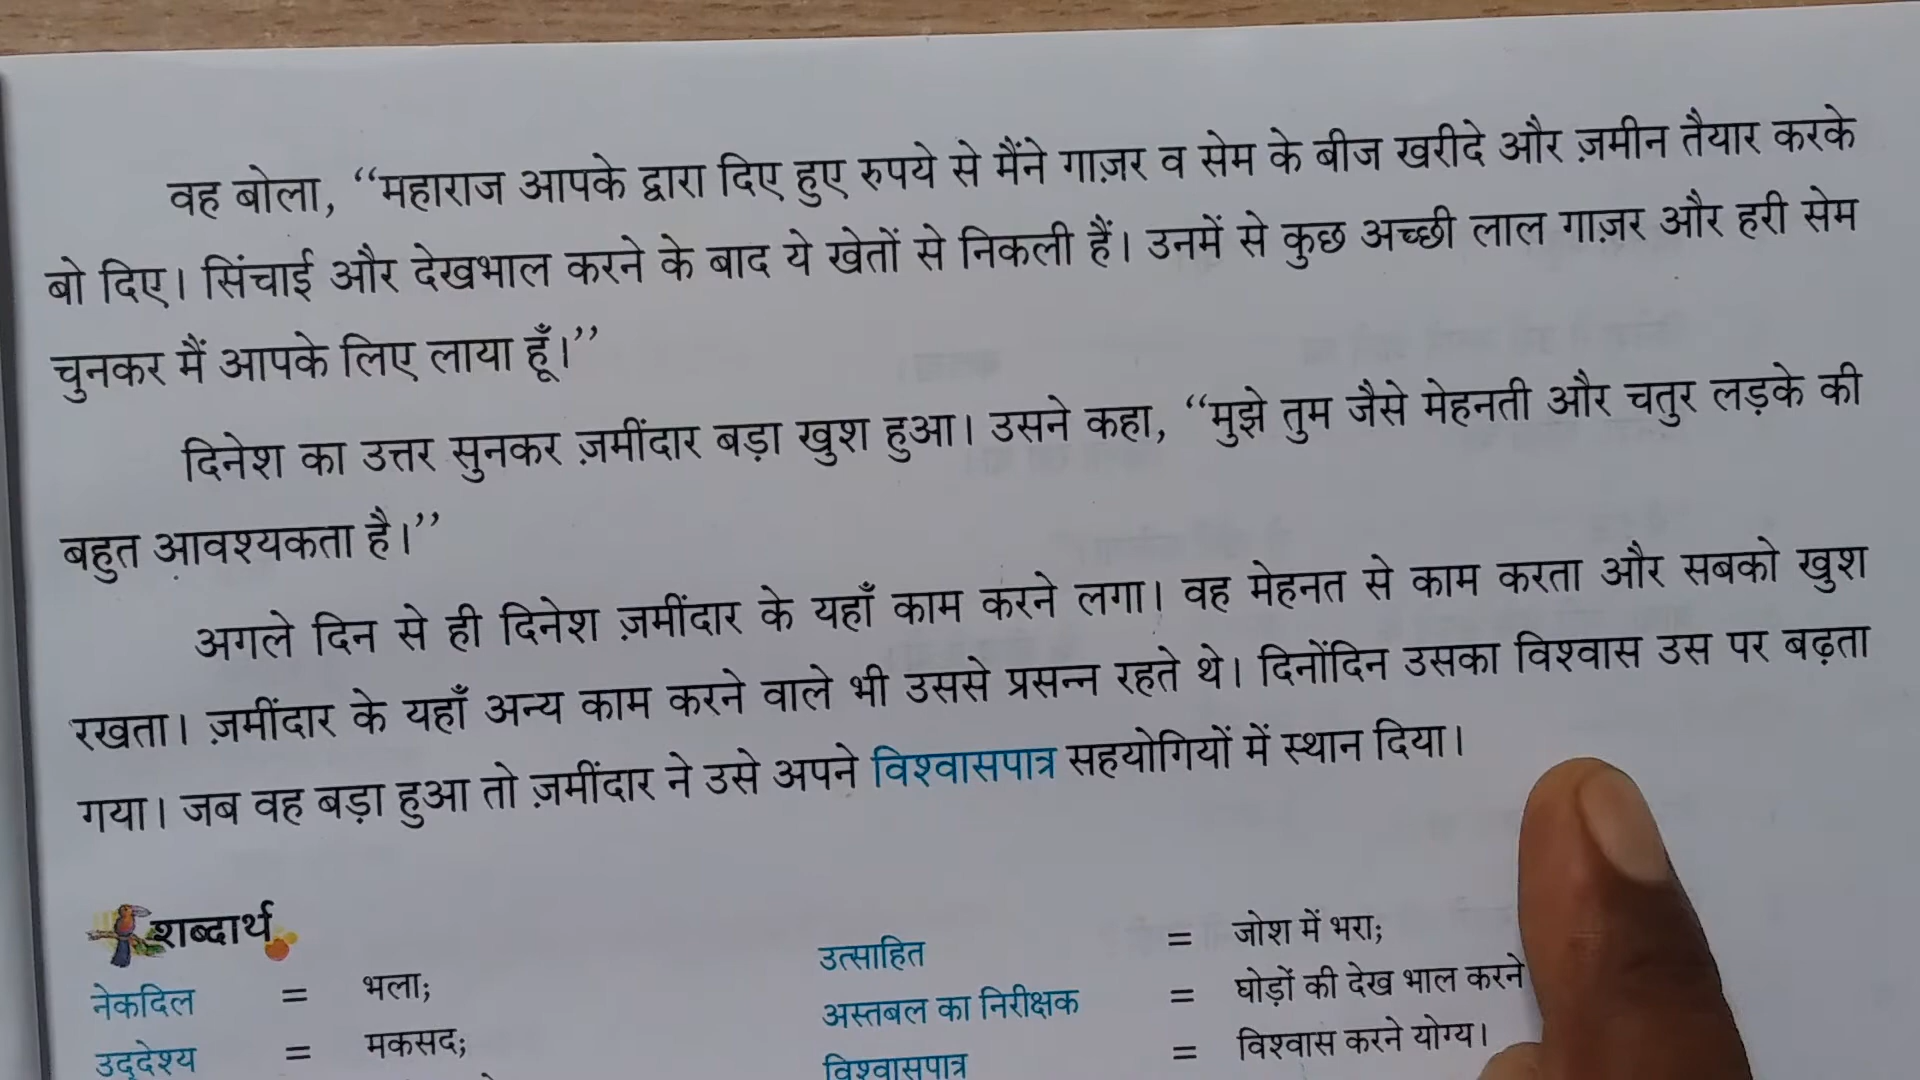 वह बोला, “महाराज आपके द्वारा दिए हुए रुपये से मैंने गाज़र व सेम के बीज खरीदे और ज़मीन तैयार करके
बो दिए। सिंचाई और देखभाल करने के बाद ये खेतों से निकली हैं। उनमें से कुछ अच्छी लाल गाज़र और हरी सेम
चुनकर मैं आपके लिए लाया हूँ।”
दिनेश का उत्तर सुनकर ज़मींदार बड़ा खुश हुआ। उसने कहा, “मुझे तुम जैसे मेहनती और चतुर लड़के की
बहुत आवश्यकता है।”
अगले दिन से ही दिनेश ज़मींदार के यहाँ काम करने लगा। वह मेहनत से काम करता और सबको खुश
रखता। ज़मींदार के यहाँ अन्य काम करने वाले भी उससे प्रसन्न रहते थे। दिनोंदिन उसका विश्वास उस पर बढ़ता
गया। जब वह बड़ा हुआ तो ज़मींदार ने उसे अपने विश्वासपात्र सहयोगियों में स्थान दिया।
शब्दार्थ
नेकदिल = भला;
उद्देश्य = मकसद;
उत्साहित = जोश में भरा;
अस्तबल का निरीक्षक = घोड़ों की देख भाल करने
विश्वासपात्र = विश्वास करने योग्य।